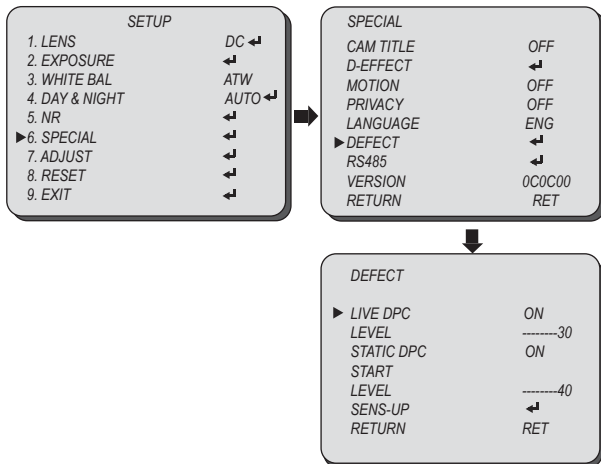 SETUP
1. LENS DC ↲
2. EXPOSURE ↲
3. WHITE BAL ATW
4. DAY & NIGHT AUTO ↲
5. NR ↲
▶6. SPECIAL ↲
7. ADJUST ↲
8. RESET ↲
9. EXIT ↲
SPECIAL
CAM TITLE OFF
D-EFFECT ↲
MOTION OFF
PRIVACY OFF
LANGUAGE ENG
▶DEFECT ↲
RS485 ↲
VERSION 0C0C00
RETURN RET
DEFECT
▶ LIVE DPC ON
LEVEL --------30
STATIC DPC ON
START
LEVEL --------40
SENS-UP ↲
RETURN RET